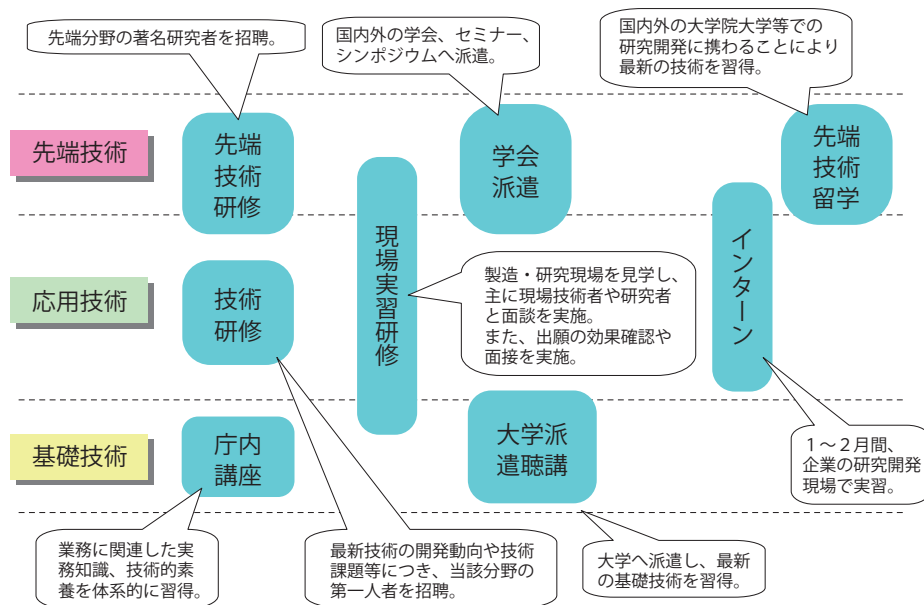 先端分野の著名研究者を招聘。
国内外の学会、セミナー、
シンポジウムへ派遣。
国内外の大学院大学等での
研究開発に携わることにより
最新の技術を習得。
先端技術
先端
技術
研修
学会
派遣
先端
技術
留学
現場実習研修
インターン
応用技術
技術
研修
製造・研究現場を見学し、
主に現場技術者や研究者
と面談を実施。
また、出願の効果確認や
面接を実施。
基礎技術
庁内
講座
大学派
遣聴講
1～2月間、
企業の研究開発
現場で実習。
業務に関連した実
務知識、技術的素
養を体系的に習得。
最新技術の開発動向や技術
課題等につき、当該分野の
第一人者を招聘。
大学へ派遣し、最新
の基礎技術を習得。